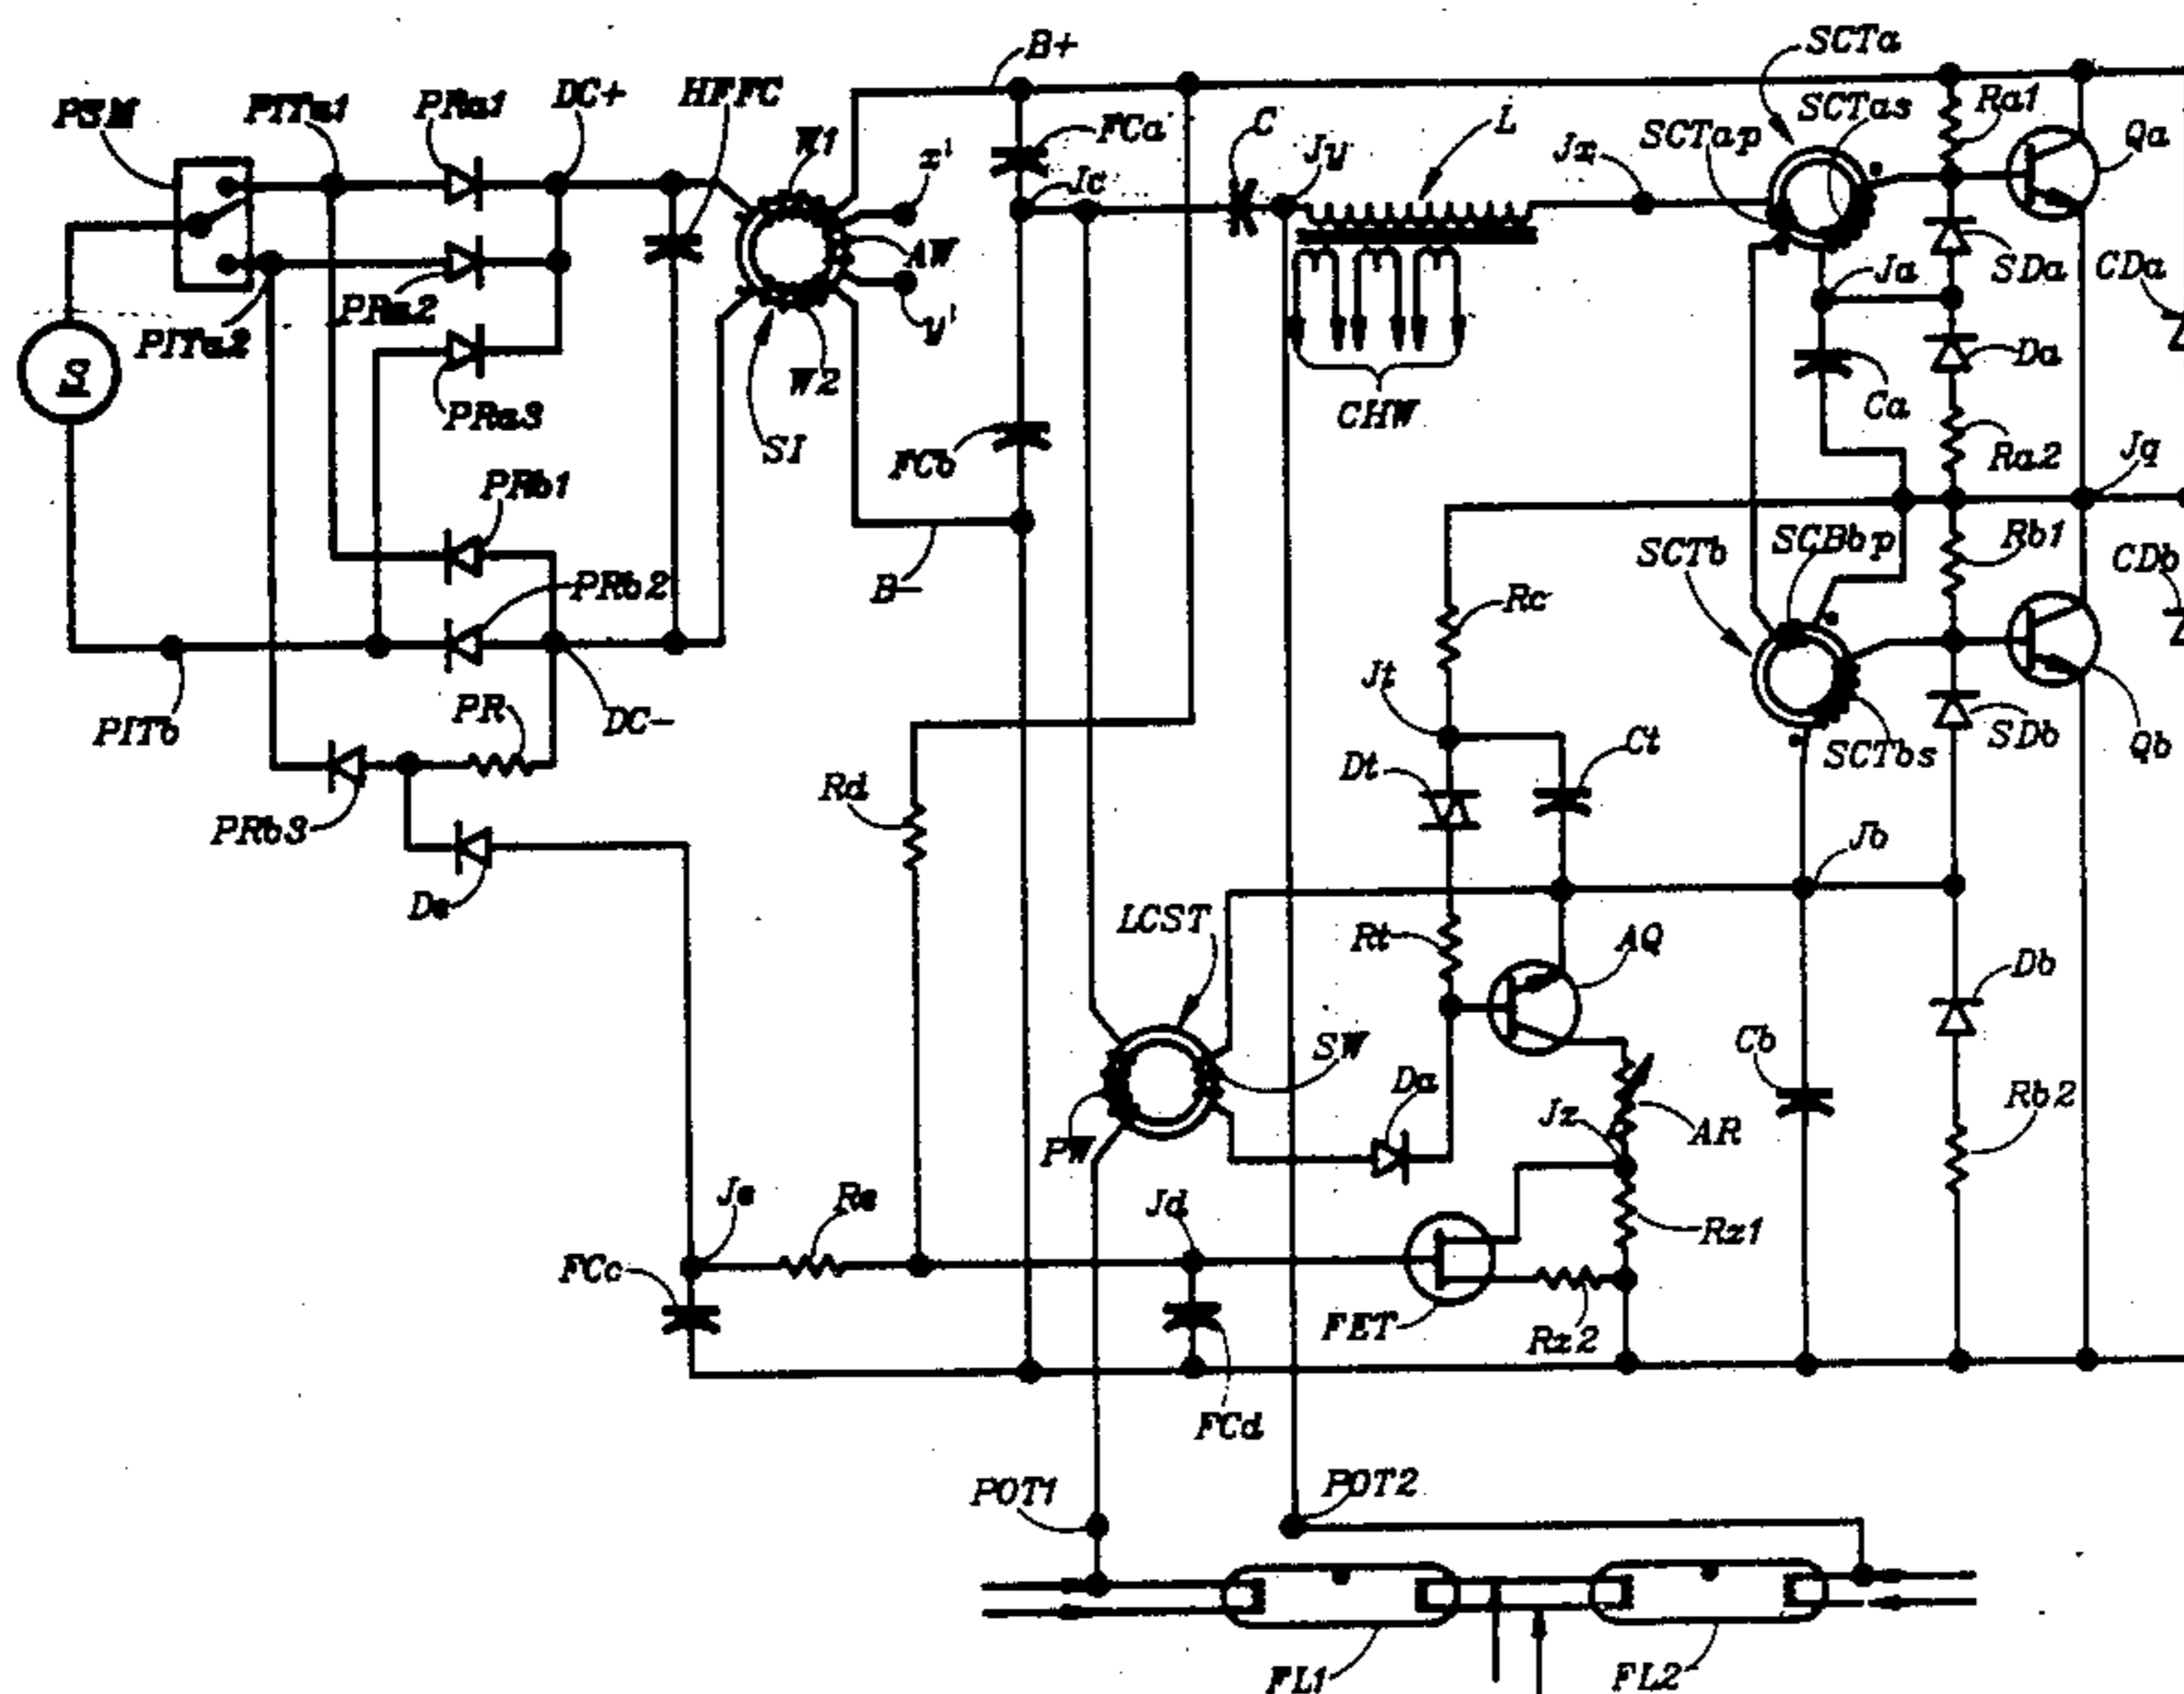 B+
SCTa
PSM
PITa1
PRa1
DC+
HFFC
W1
FCa
x'
C
Jy
L
Jx
SCTap
SCTas
Ra1
Qa
Jc
AW
SDa
CDa
PITa2
PRa2
y'
Ja
Da
S
PRa3
W2
CHW
Ca
SI
FCb
Ra2
Jq
PRb1
SCTb
SCBbp
Rb1
CDb
PRb2
B-
Rc
PITb
PR
DC-
Jt
SCTbs
SDb
Qb
Rd
Dt
Ct
PRb3
Jb
De
LCST
Rt
AQ
Db
SW
Da
Cb
PW
Jz
AR
Rb2
Je
Re
Jd
Rz1
FCc
FET
Rz2
FCd
POT1
POT2
FL1
FL2